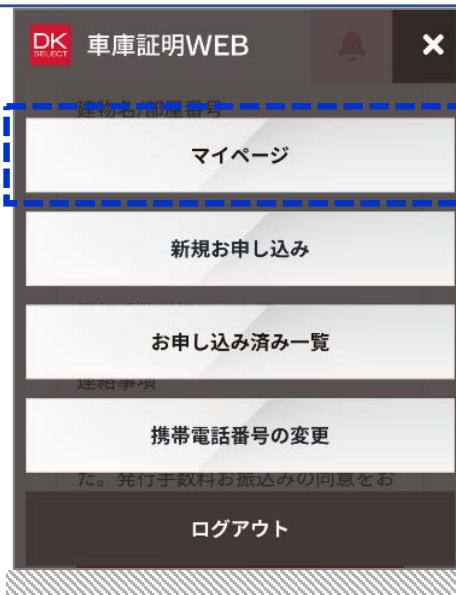 DK
SELECT
車庫証明WEB
建物名/部屋番号
マイページ
新規お申し込み
お申し込み済み一覧
連絡事項
携帯電話番号の変更
た。発行手数料お振込みの同意をお
ログアウト